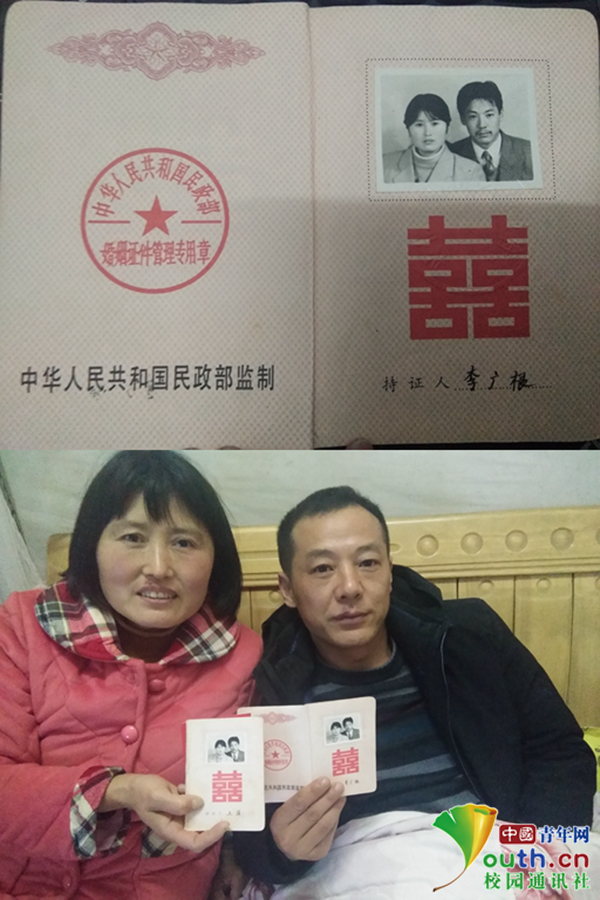 中华人民共和国民政部
婚姻证件管理专用章
中华人民共和国民政部监制
囍
持证人 李广根
囍
囍
中国青年网
youth.cn
校园通讯社